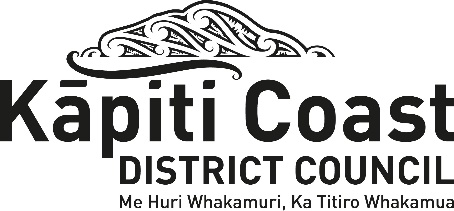 Kāpiti Coast
DISTRICT COUNCIL
Me Huri Whakamuri, Ka Titiro Whakamua